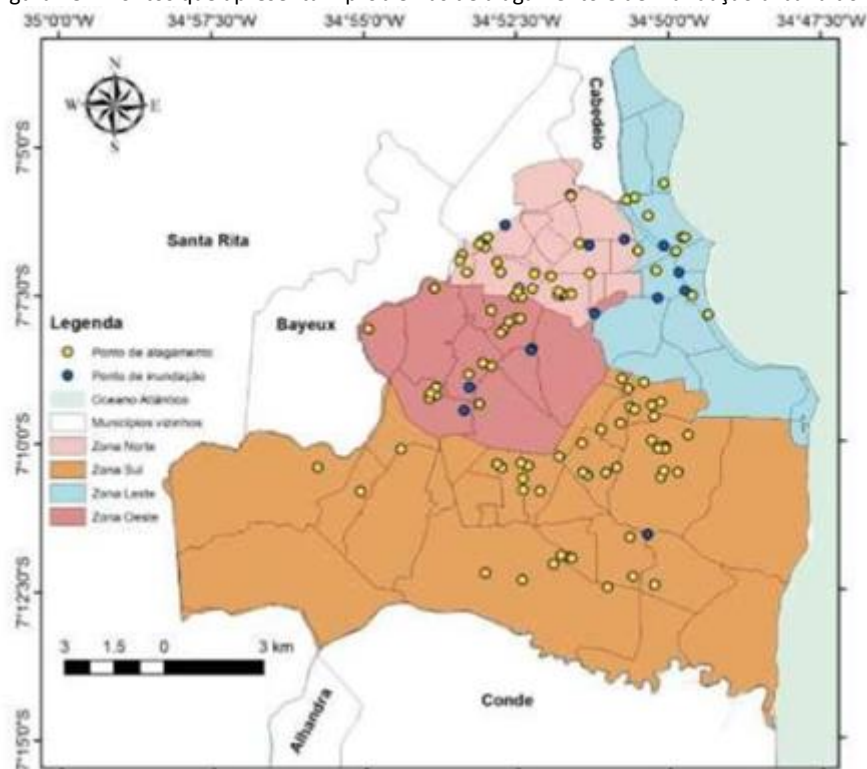 35°0'0"W 34°57'30"W 34°55'0"W 34°52'30"W 34°50'0"W 34°47'30"W
N
W E
S
Cabedelo
7°5'0"S
Santa Rita
7°7'30"S
Bayeux
Legenda
Ponto de alagamento
Ponto de inundação
Oceano Atlântico
Municípios vizinhos
Zona Norte
Zona Sul
Zona Leste
Zona Oeste
7°10'0"S
7°12'30"S
3 1.5 0 3 km
Conde
Alhandra
7°15'0"S